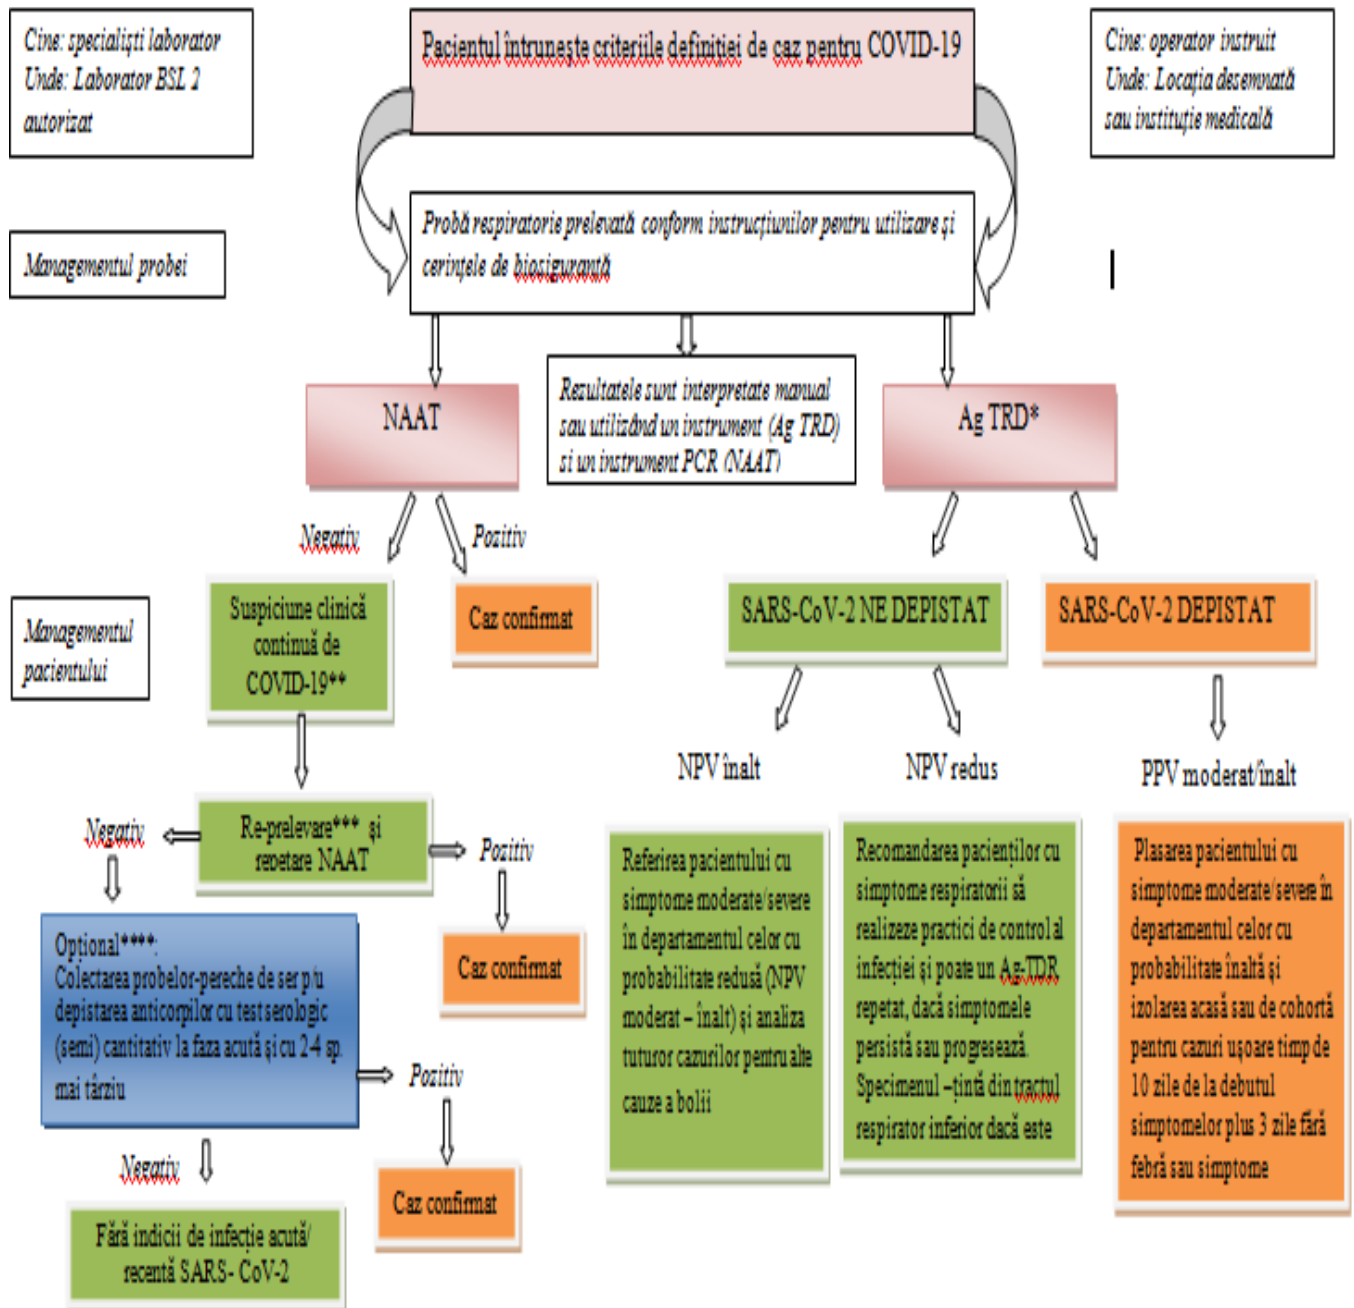 Cine: specialiști laborator
Unde: Laborator BSL 2
autorizat
Pacientul întrunește criteriile definiției de caz pentru COVID-19
Cine: operator instruit
Unde: Locația desemnată
sau instituție medicală
Managementul probei
Probă respiratorie prelevată conform instrucțiunilor pentru utilizare și
cerințele de biosiguranță
NAAT
Rezultatele sunt interpretate manual
sau utilizând un instrument (Ag TRD)
si un instrument PCR (NAAT)
Ag TRD*
Negativ
Pozitiv
Managementul
pacientului
Suspiciune clinică
continuă de
COVID-19**
Caz confirmat
SARS-CoV-2 NE DEPISTAT
SARS-CoV-2 DEPISTAT
NPV înalt
NPV redus
PPV moderat/înalt
Negativ
Re-prelevare*** și
repetare NAAT
Pozitiv
Caz confirmat
Opțional****:
Colectarea probelor-pereche de ser p/u
depistarea anticorpilor cu test serologic
(semi) cantitativ la faza acută și cu 2-4 sp.
mai târziu
Pozitiv
Negativ
Caz confirmat
Fără indicii de infecție acută/
recentă SARS- CoV-2
Referirea pacientului cu
simptome moderate/severe
în departamentul celor cu
probabilitate redusă (NPV
moderat – înalt) și analiza
tuturor cazurilor pentru alte
cauze a bolii
Recomandarea pacienților cu
simptome respiratorii să
realizeze practici de control al
infecției și poate un Ag-TDR
repetat, dacă simptomele
persistă sau progresează.
Specimenul –țintă din tractul
respirator inferior dacă este
Plasarea pacientului cu
simptome moderate/severe în
departamentul celor cu
probabilitate înaltă și
izolarea acasă sau de cohortă
pentru cazuri ușoare timp de
10 zile de la debutul
simptomelor plus 3 zile fără
febră sau simptome